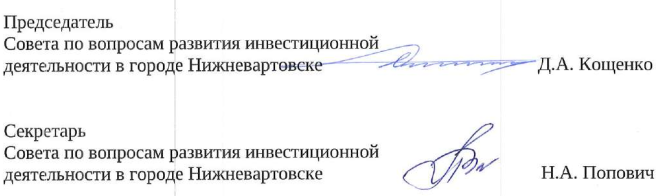 Председатель
Совета по вопросам развития инвестиционной
деятельности в городе Нижневартовске Д.А. Кощенко
Секретарь
Совета по вопросам развития инвестиционной
деятельности в городе Нижневартовске Н.А. Попович